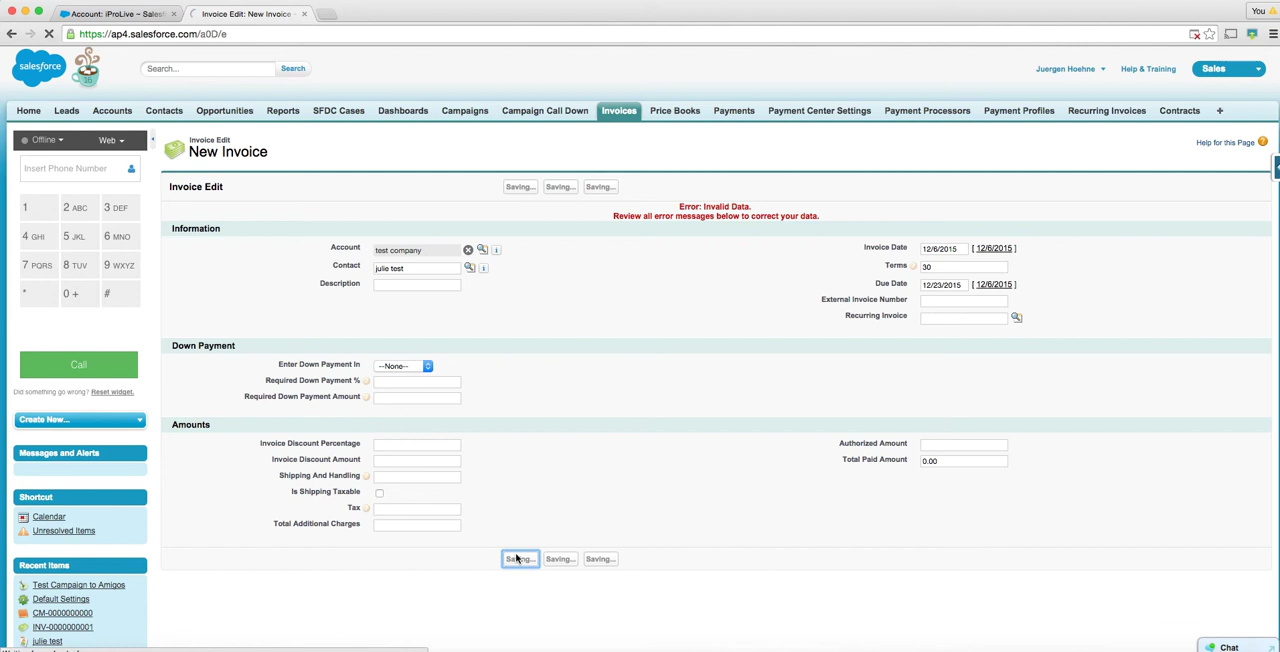 Account: iProLive ~ Salesf
Invoice Edit: New Invoice ~
You
https://ap4.salesforce.com/a0D/e
salesforce
16
Search...
Search
Juergen Hoehne
Help & Training
Sales
Home Leads Accounts Contacts Opportunities Reports SFDC Cases Dashboards Campaigns Campaign Call Down Invoices Price Books Payments Payment Center Settings Payment Processors Payment Profiles Recurring Invoices Contracts +
Offline
Web
Insert Phone Number
1
2 ABC
3 DEF
4 GHI
5 JKL
6 MNO
7 PQRS
8 TUV
9 WXYZ
*
0 +
#
Call
Did something go wrong? Reset widget.
Create New...
Messages and Alerts
Shortcut
Calendar
Unresolved Items
Recent Items
Test Campaign to Amigos
Default Settings
CM-0000000000
INV-0000000001
julie test
Invoice Edit
New Invoice
Help for this Page
Invoice Edit
Saving... Saving... Saving...
Error: Invalid Data.
Review all error messages below to correct your data.
Information
Account test company
Contact julie test
Description
Invoice Date 12/6/2015 [ 12/6/2015 ]
Terms 30
Due Date 12/23/2015 [ 12/6/2015 ]
External Invoice Number
Recurring Invoice
Down Payment
Enter Down Payment In --None--
Required Down Payment %
Required Down Payment Amount
Amounts
Invoice Discount Percentage
Invoice Discount Amount
Shipping And Handling
Is Shipping Taxable
Tax
Total Additional Charges
Authorized Amount
Total Paid Amount 0.00
Saving... Saving... Saving...
Chat